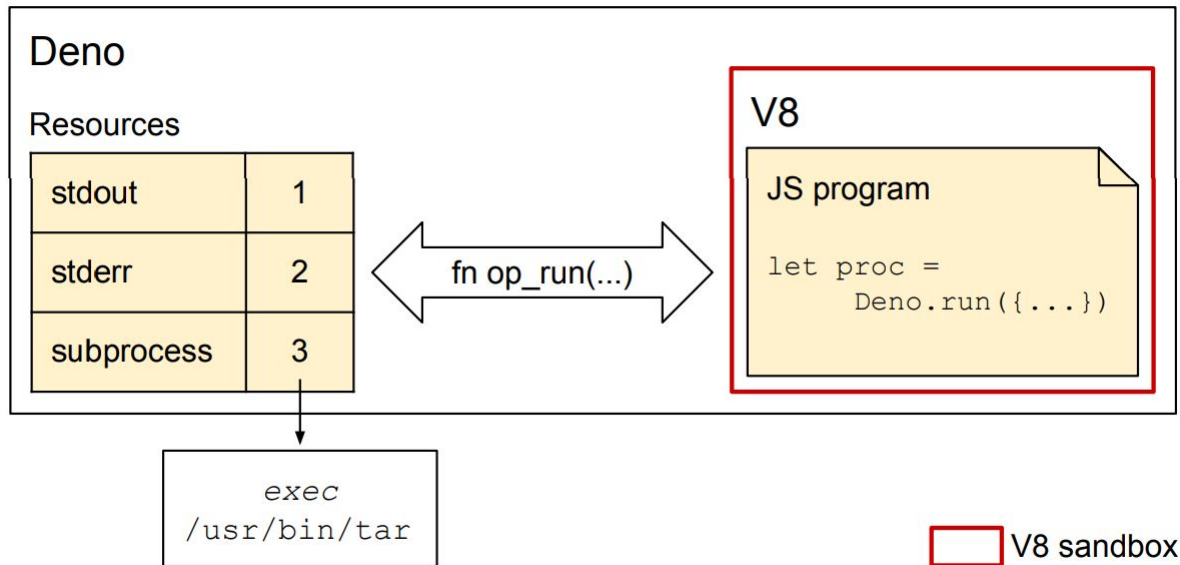 Deno
Resources
stdout 1
stderr 2
subprocess 3
fn op_run(...)
V8
JS program
let proc =
Deno.run({...})
exec
/usr/bin/tar
V8 sandbox